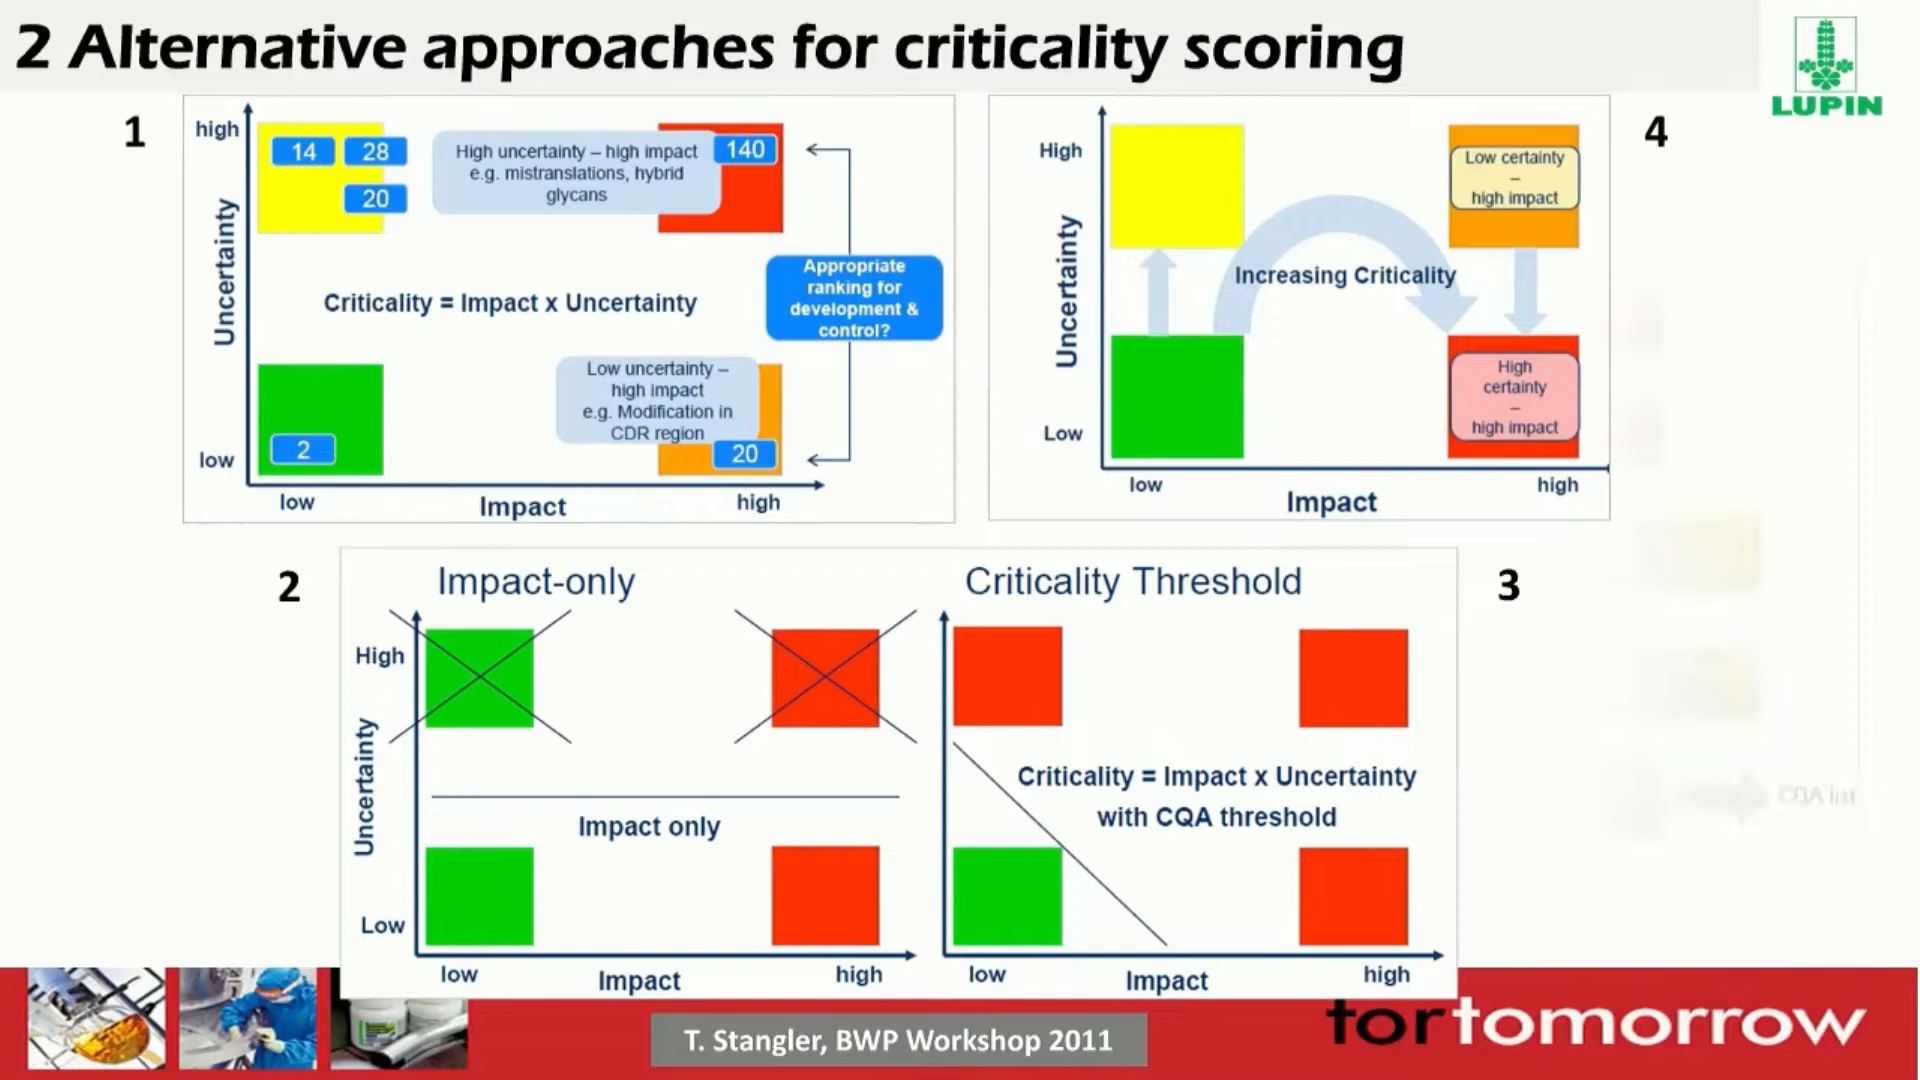 2 Alternative approaches for criticality scoring
LUPIN
1
high
14
28
20
High uncertainty – high impact
e.g. mistranslations, hybrid
glycans
140
Uncertainty
Criticality = Impact x Uncertainty
Appropriate
ranking for
development &
control?
Low uncertainty –
high impact
e.g. Modification in
CDR region
2
20
low
low
Impact
high
4
High
Low certainty
–
high impact
Uncertainty
Increasing Criticality
High
certainty
–
high impact
Low
low
Impact
high
2
Impact-only
High
Uncertainty
Impact only
Low
low
Impact
high
3
Criticality Threshold
Criticality = Impact x Uncertainty
with CQA threshold
low
Impact
high
CQA list
T. Stangler, BWP Workshop 2011
tomorrow